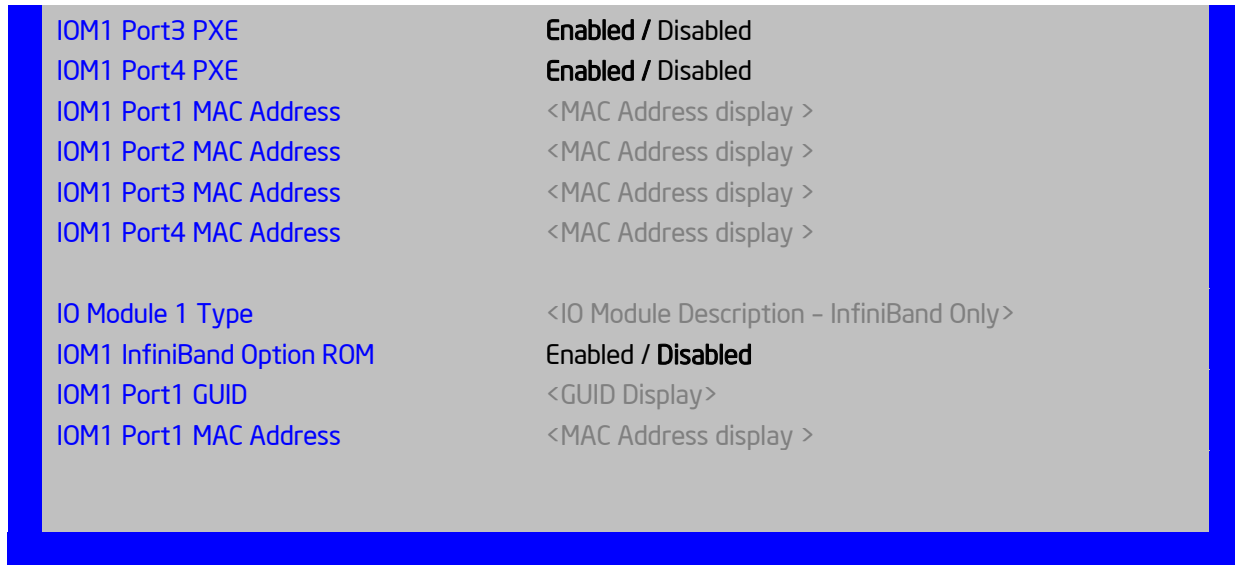 IOM1 Port3 PXE Enabled / Disabled
IOM1 Port4 PXE Enabled / Disabled
IOM1 Port1 MAC Address <MAC Address display >
IOM1 Port2 MAC Address <MAC Address display >
IOM1 Port3 MAC Address <MAC Address display >
IOM1 Port4 MAC Address <MAC Address display >
IO Module 1 Type <IO Module Description – InfiniBand Only>
IOM1 InfiniBand Option ROM Enabled / Disabled
IOM1 Port1 GUID <GUID Display>
IOM1 Port1 MAC Address <MAC Address display >